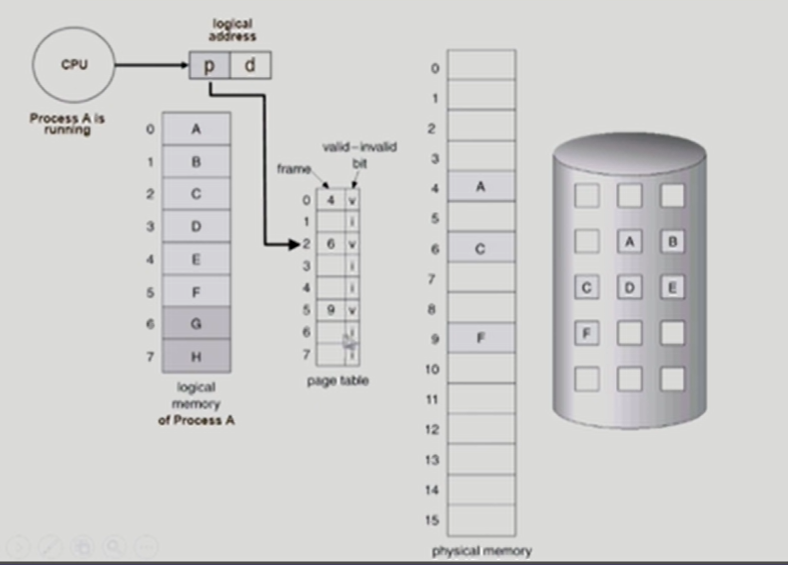 logical
address
CPU
p d
Process A is
running
0 A
1 B
2 C
3 D
4 E
5 F
6 G
7 H
logical
memory
of Process A
valid–invalid
bit
frame
0 4 v
1 i
2 6 v
3 i
4 i
5 9 v
6 i
7 i
page table
0
1
2
3
4 A
5
6 C
7
8
9 F
10
11
12
13
14
15
physical memory
A B
C D E
F